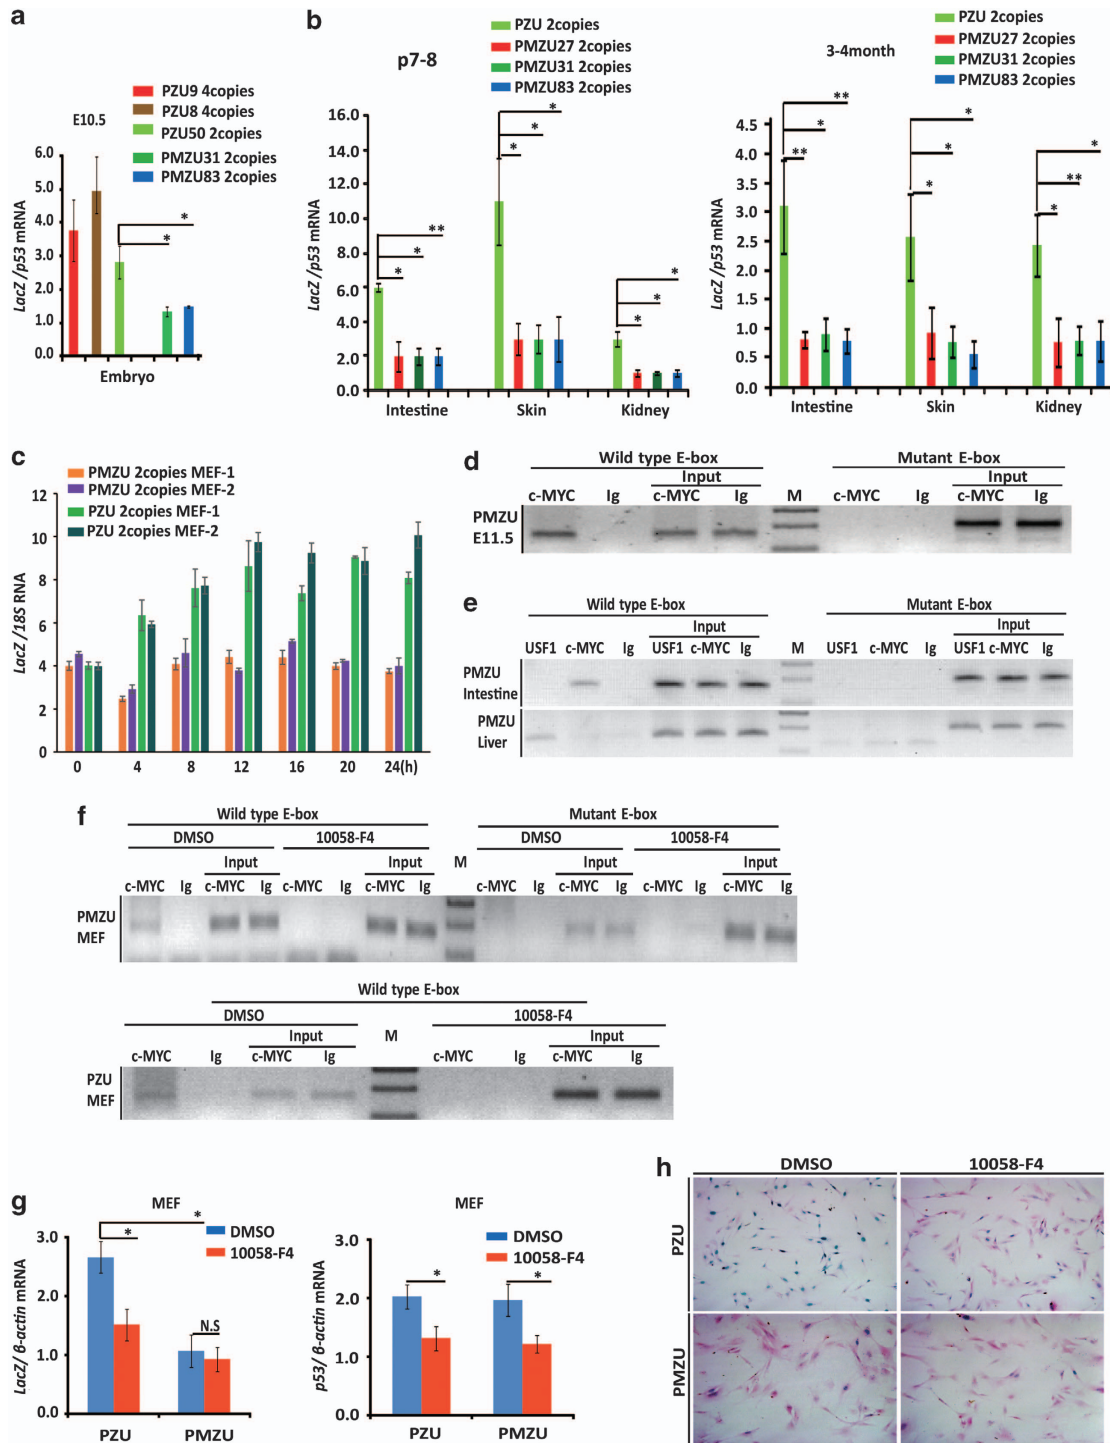 a
E10.5
PZU9 4copies
PZU8 4copies
PZU50 2copies
PMZU31 2copies
PMZU83 2copies
LacZ /p53 mRNA
6.0
5.0
4.0
3.0
2.0
1.0
0.0
*
*
Embryo
b
p7-8
PZU 2copies
PMZU27 2copies
PMZU31 2copies
PMZU83 2copies
LacZ /p53 mRNA
16.0
14.0
12.0
10.0
8.0
6.0
4.0
2.0
0.0
**
*
*
*
*
*
*
*
*
Intestine Skin Kidney
3-4month
PZU 2copies
PMZU27 2copies
PMZU31 2copies
PMZU83 2copies
LacZ /p53 mRNA
4.5
4.0
3.5
3.0
2.5
2.0
1.5
1.0
0.5
0.0
**
*
**
*
*
*
*
**
*
Intestine Skin Kidney
c
PMZU 2copies MEF-1
PMZU 2copies MEF-2
PZU 2copies MEF-1
PZU 2copies MEF-2
LacZ /18S RNA
12
10
8
6
4
2
0
0 4 8 12 16 20 24(h)
d
Wild type E-box Mutant E-box
Input Input
c-MYC Ig c-MYC Ig M c-MYC Ig c-MYC Ig
PMZU
E11.5
e
Wild type E-box Mutant E-box
Input Input
USF1 c-MYC Ig USF1 c-MYC Ig M USF1 c-MYC Ig USF1 c-MYC Ig
PMZU
Intestine
PMZU
Liver
f
Wild type E-box Mutant E-box
DMSO 10058-F4 DMSO 10058-F4
Input Input M Input Input
c-MYC Ig c-MYC Ig c-MYC Ig c-MYC Ig c-MYC Ig c-MYC Ig c-MYC Ig c-MYC Ig
PMZU
MEF
Wild type E-box
DMSO 10058-F4
Input M Input
c-MYC Ig c-MYC Ig c-MYC Ig c-MYC Ig
PZU
MEF
g
MEF
DMSO
10058-F4
LacZ/ β-actin mRNA
3.0
2.0
1.0
0.0
*
*
N.S
PZU PMZU
MEF
DMSO
10058-F4
p53/ β-actin mRNA
3.0
2.0
1.0
0.0
*
*
PZU PMZU
h
DMSO 10058-F4
PZU
PMZU